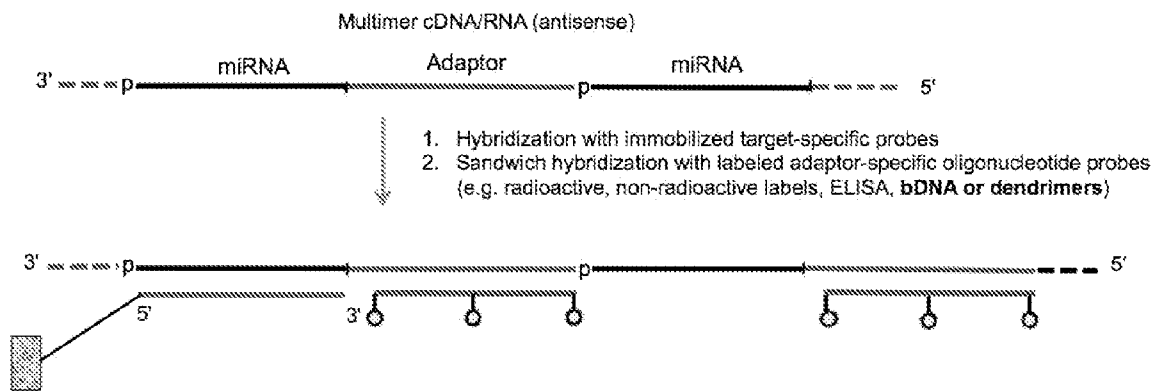 Multimer cDNA/RNA (antisense)
miRNA Adaptor miRNA
3' p p 5'
1. Hybridization with immobilized target-specific probes
2. Sandwich hybridization with labeled adaptor-specific oligonucleotide probes
(e.g. radioactive, non-radioactive labels, ELISA, bDNA or dendrimers)
3' p p 5'
5' 3'